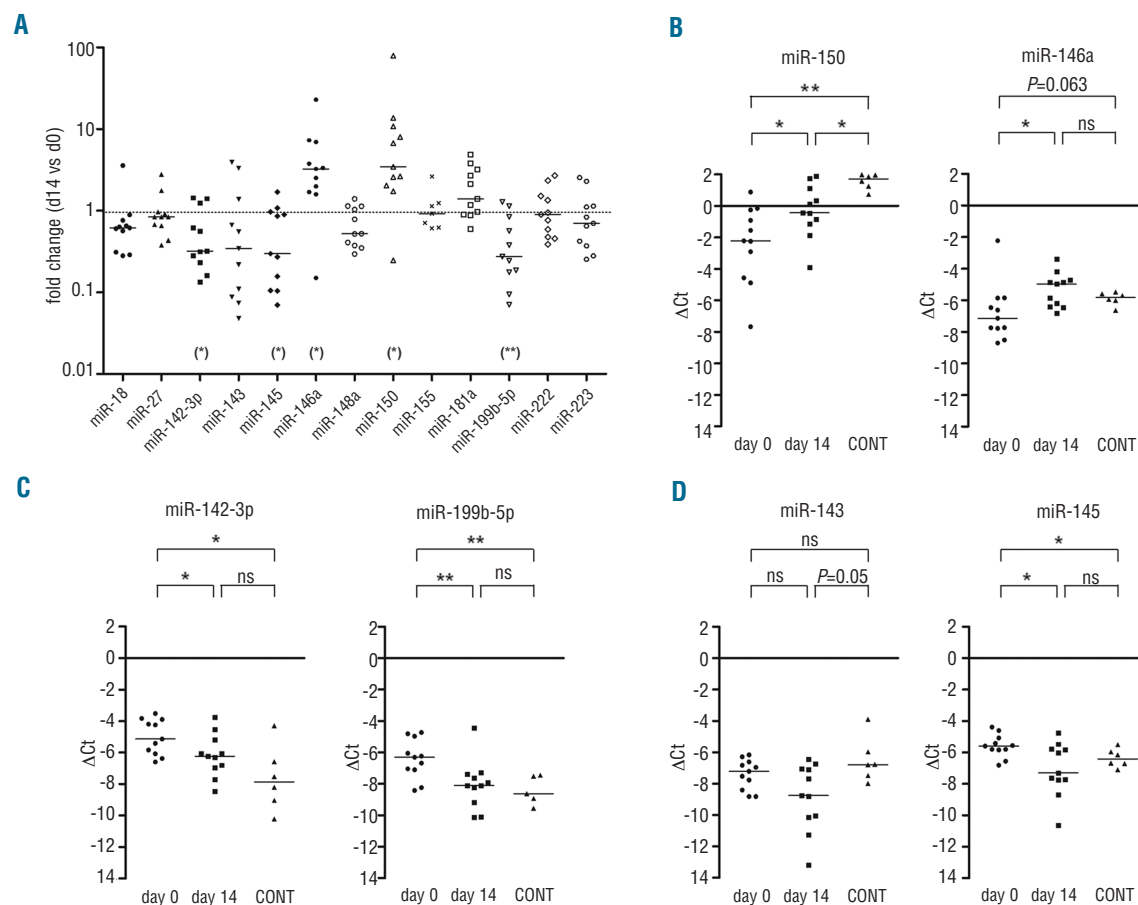 A
fold change (d14 vs d0)
100
10
1
0.1
0.01
(*)
(*)
(*)
(*)
(**)
miR-18
miR-27
miR-142-3p
miR-143
miR-145
miR-146a
miR-148a
miR-150
miR-155
miR-181a
miR-199b-5p
miR-222
miR-223
B
miR-150
**
*
*
ΔCt
2
0
-2
-4
-6
-8
-10
-12
14
day 0
day 14
CONT
miR-146a
P=0.063
*
ns
ΔCt
2
0
-2
-4
-6
-8
-10
-12
14
day 0
day 14
CONT
C
miR-142-3p
*
*
ns
ΔCt
2
0
-2
-4
-6
-8
-10
-12
14
day 0
day 14
CONT
miR-199b-5p
**
**
ns
ΔCt
2
0
-2
-4
-6
-8
-10
-12
14
day 0
day 14
CONT
D
miR-143
ns
ns
P=0.05
ΔCt
2
0
-2
-4
-6
-8
-10
-12
14
day 0
day 14
CONT
miR-145
*
*
ns
ΔCt
2
0
-2
-4
-6
-8
-10
-12
14
day 0
day 14
CONT